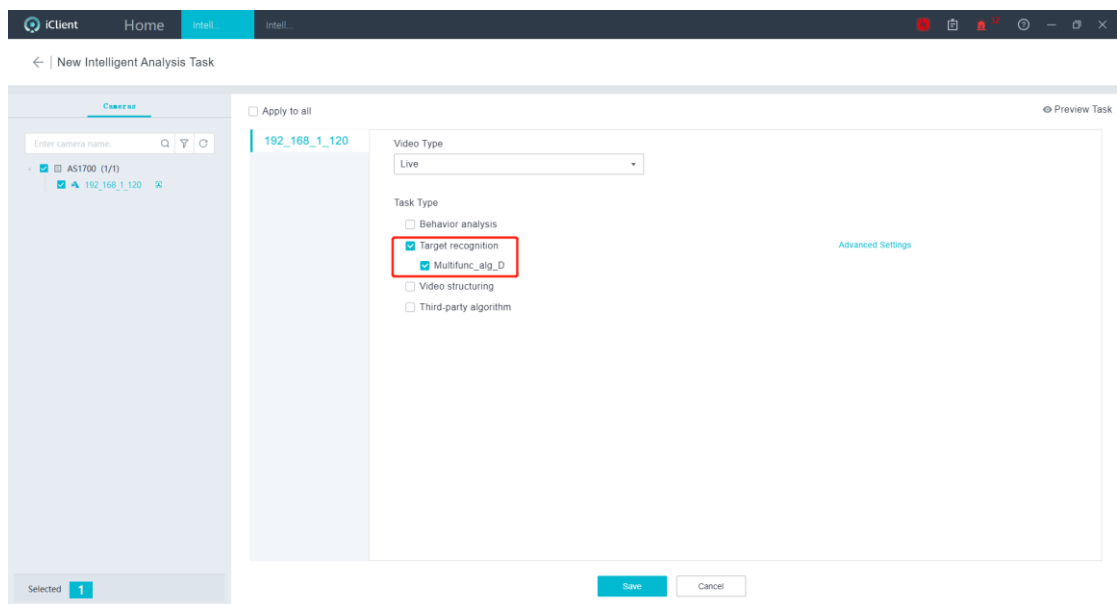 iClient Home Intell... Intell...
New Intelligent Analysis Task
Cameras
Apply to all
Preview Task
Enter camera name.
AS1700 (1/1)
192_168_1_120
192_168_1_120
Video Type
Live
Task Type
Behavior analysis
Target recognition
Advanced Settings
Multifunc_alg_D
Video structuring
Third-party algorithm
Selected 1
Save
Cancel